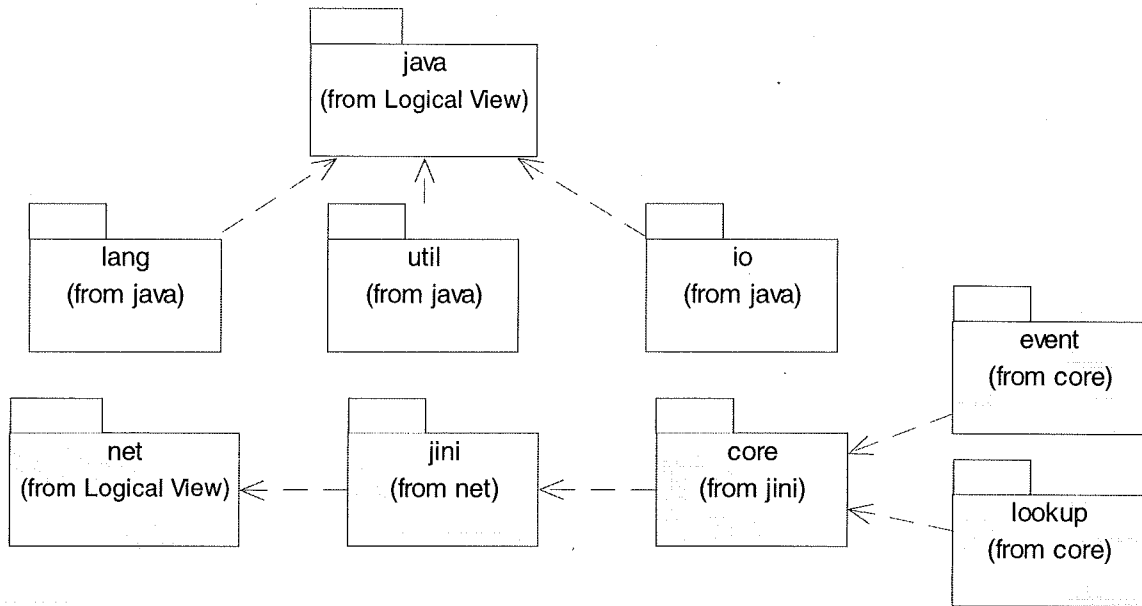 java
(from Logical View)
lang
(from java)
util
(from java)
io
(from java)
event
(from core)
net
(from Logical View)
jini
(from net)
core
(from jini)
lookup
(from core)